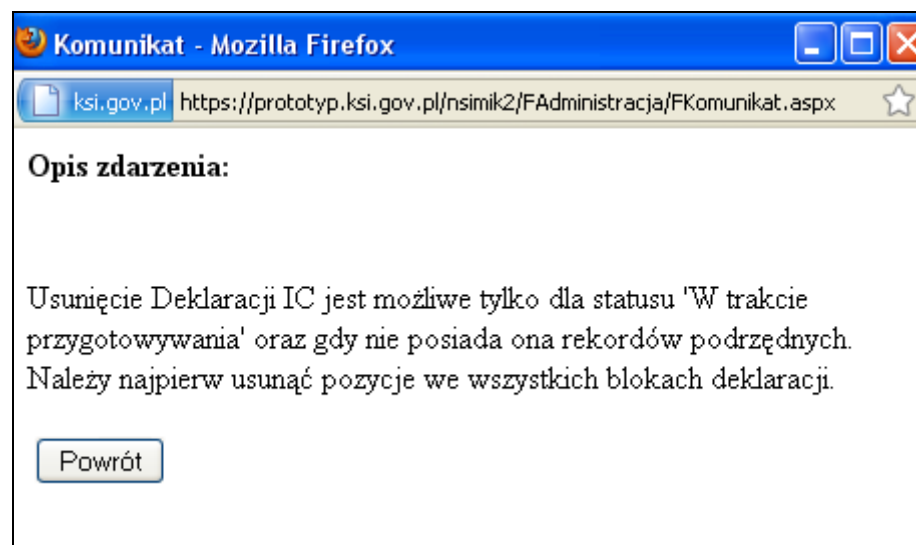 Komunikat - Mozilla Firefox
ksi.gov.pl https://prototyp.ksi.gov.pl/nsimik2/FAdministracja/FKomunikat.aspx
Opis zdarzenia:
Usunięcie Deklaracji IC jest możliwe tylko dla statusu 'W trakcie
przygotowywania' oraz gdy nie posiada ona rekordów podrzędnych.
Należy najpierw usunąć pozycje we wszystkich blokach deklaracji.
Powrót